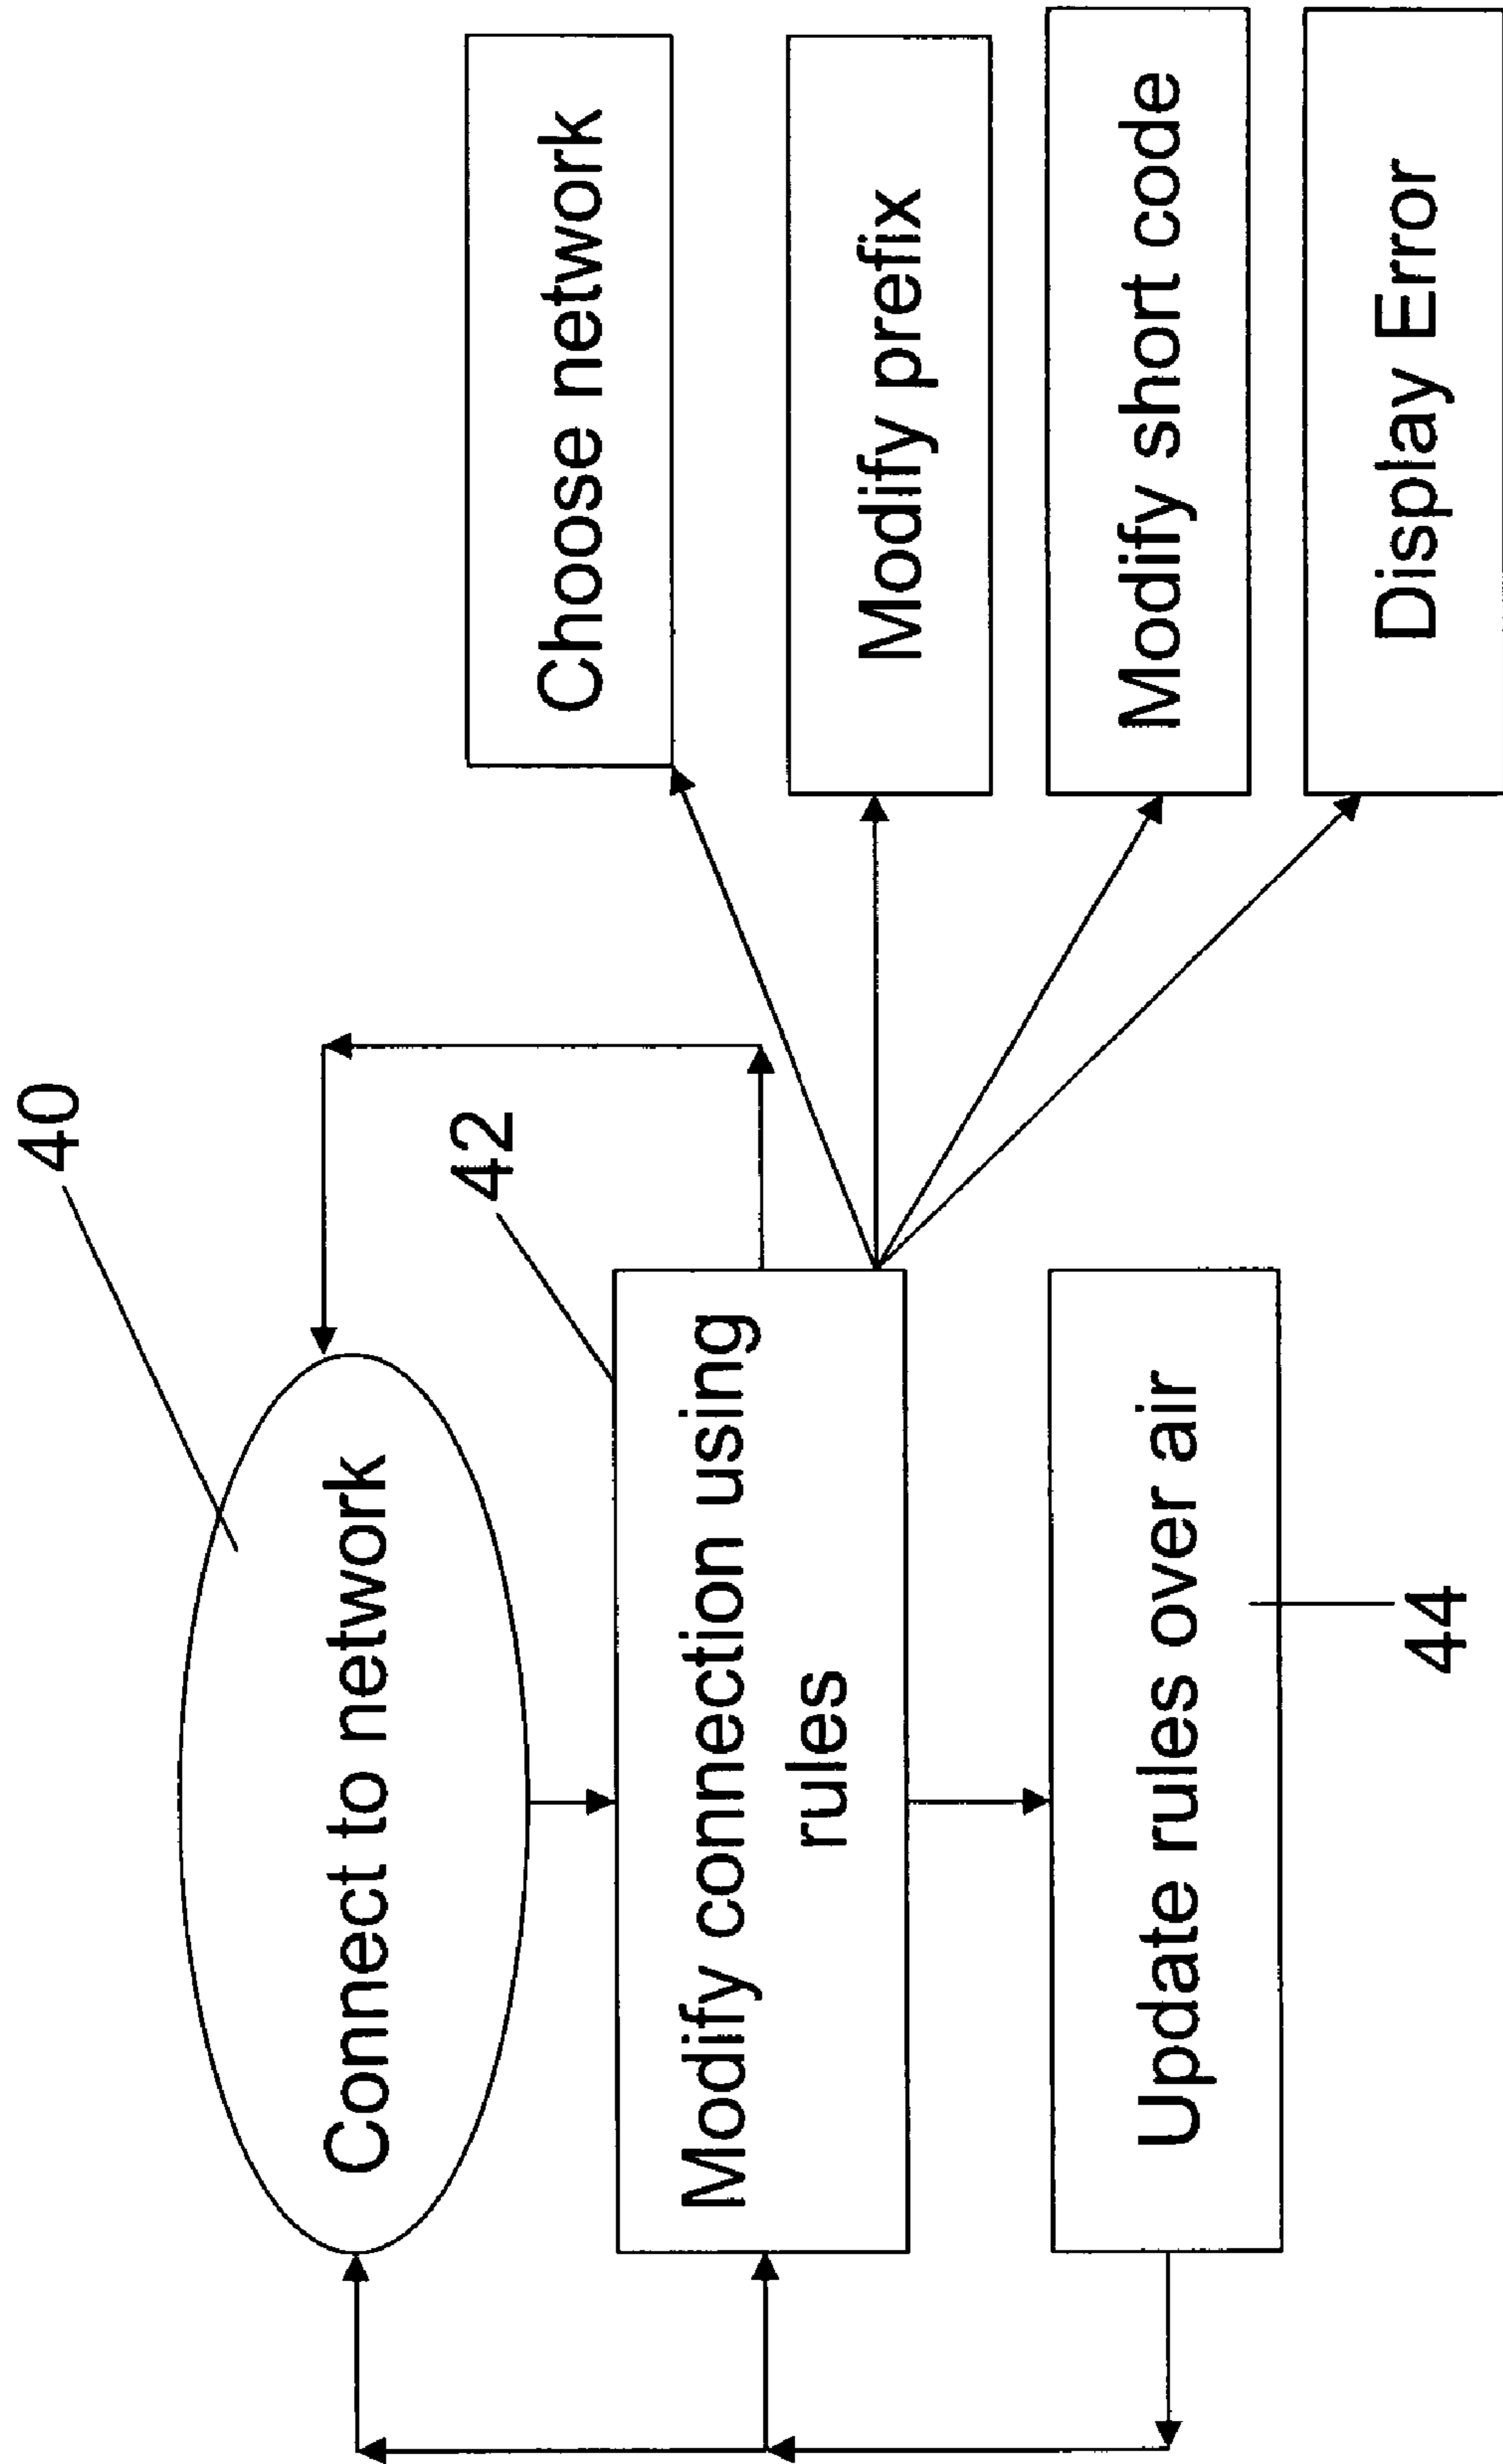 40
Connect to network
42
Modify connection using
rules
Update rules over air
44
Choose network
Modify prefix
Modify short code
Display Error